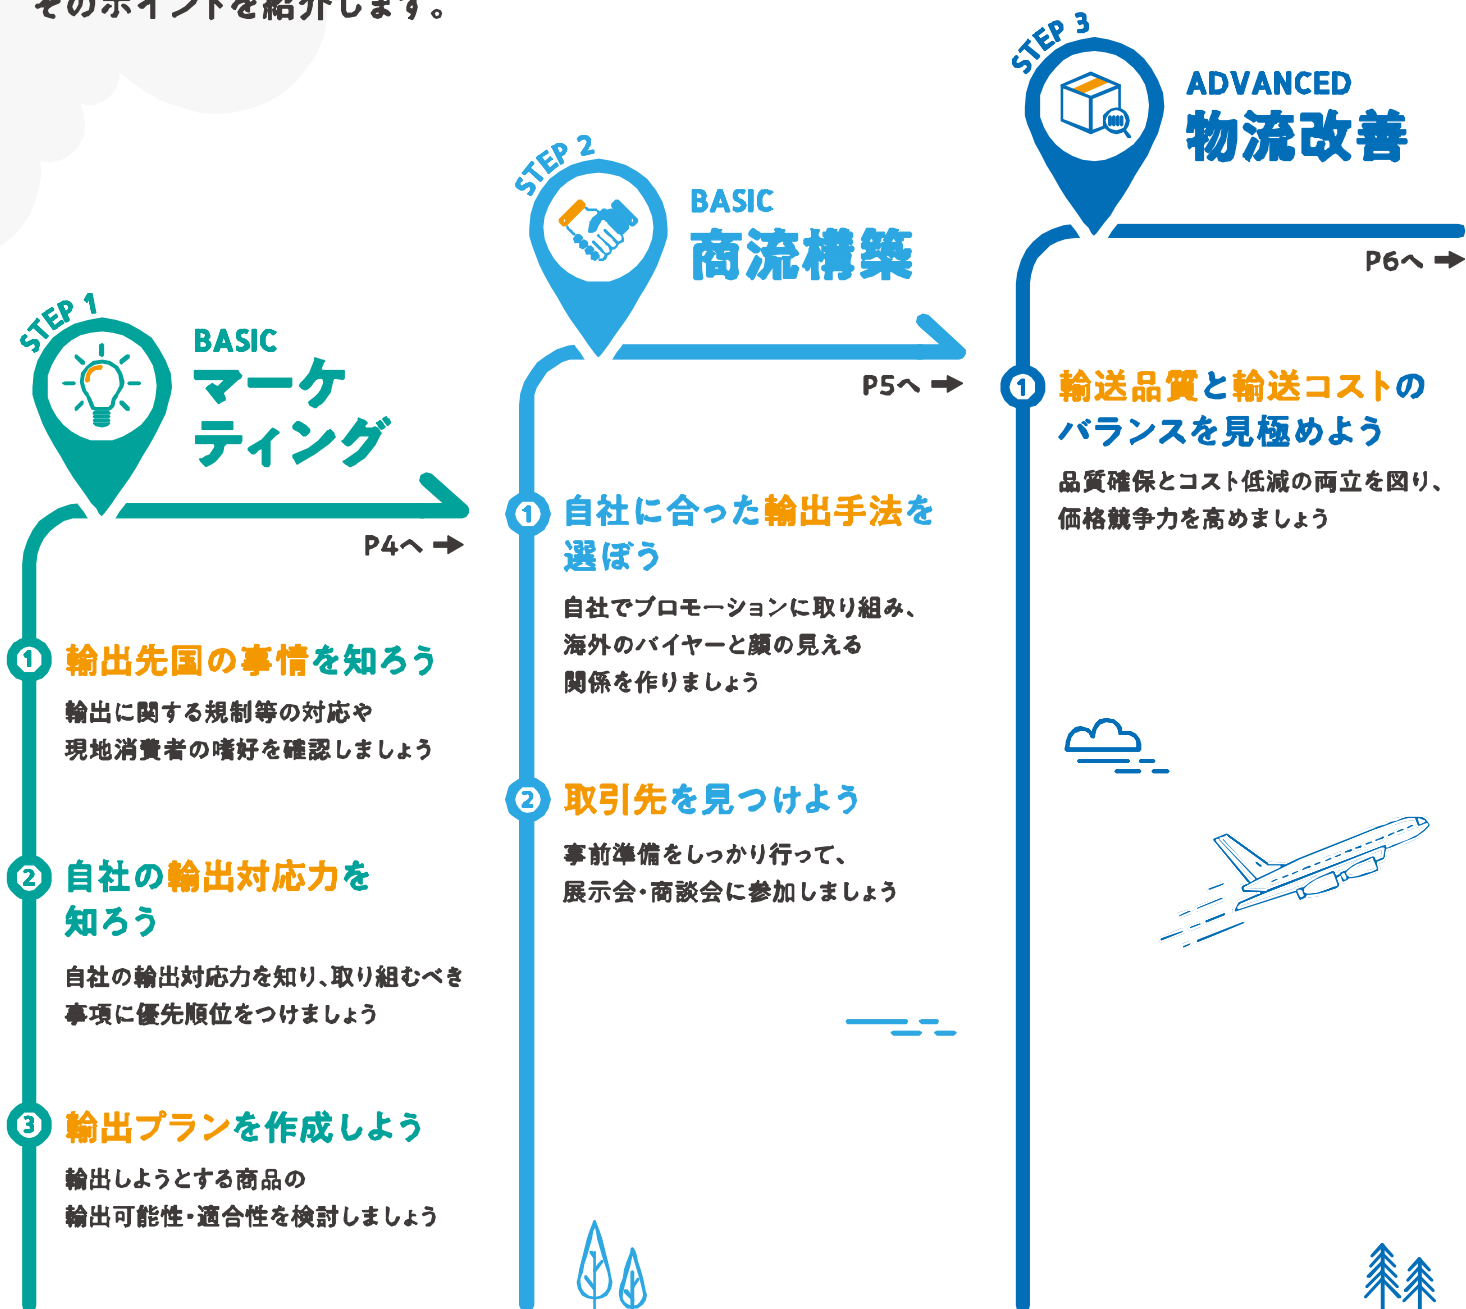 そのポイントを紹介します。
STEP 1
BASIC
マーケ
ティング
P4へ
1
輸出先国の事情を知ろう
輸出に関する規制等の対応や
現地消費者の嗜好を確認しましょう
2
自社の輸出対応力を
知ろう
自社の輸出対応力を知り、取り組むべき
事項に優先順位をつけましょう
3
輸出プランを作成しよう
輸出しようとする商品の
輸出可能性・適合性を検討しましょう
STEP 2
BASIC
商流構築
P5へ
1
自社に合った輸出手法を
選ぼう
自社でプロモーションに取り組み、
海外のバイヤーと顔の見える
関係を作りましょう
2
取引先を見つけよう
事前準備をしっかり行って、
展示会・商談会に参加しましょう
STEP 3
ADVANCED
物流改善
P6へ
1
輸送品質と輸送コストの
バランスを見極めよう
品質確保とコスト低減の両立を図り、
価格競争力を高めましょう